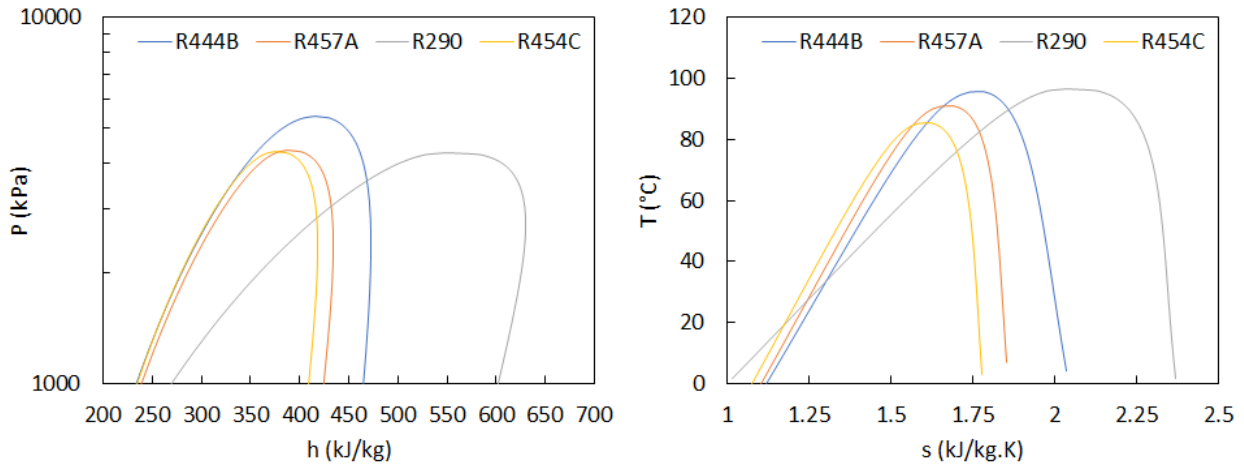 10000
R444B R457A R290 R454C
P (kPa)
1000
200 250 300 350 400 450 500 550 600 650 700
h (kJ/kg)
120
R444B R457A R290 R454C
100
80
60
T (°C)
40
20
0
1 1.25 1.5 1.75 2 2.25 2.5
s (kJ/kg.K)